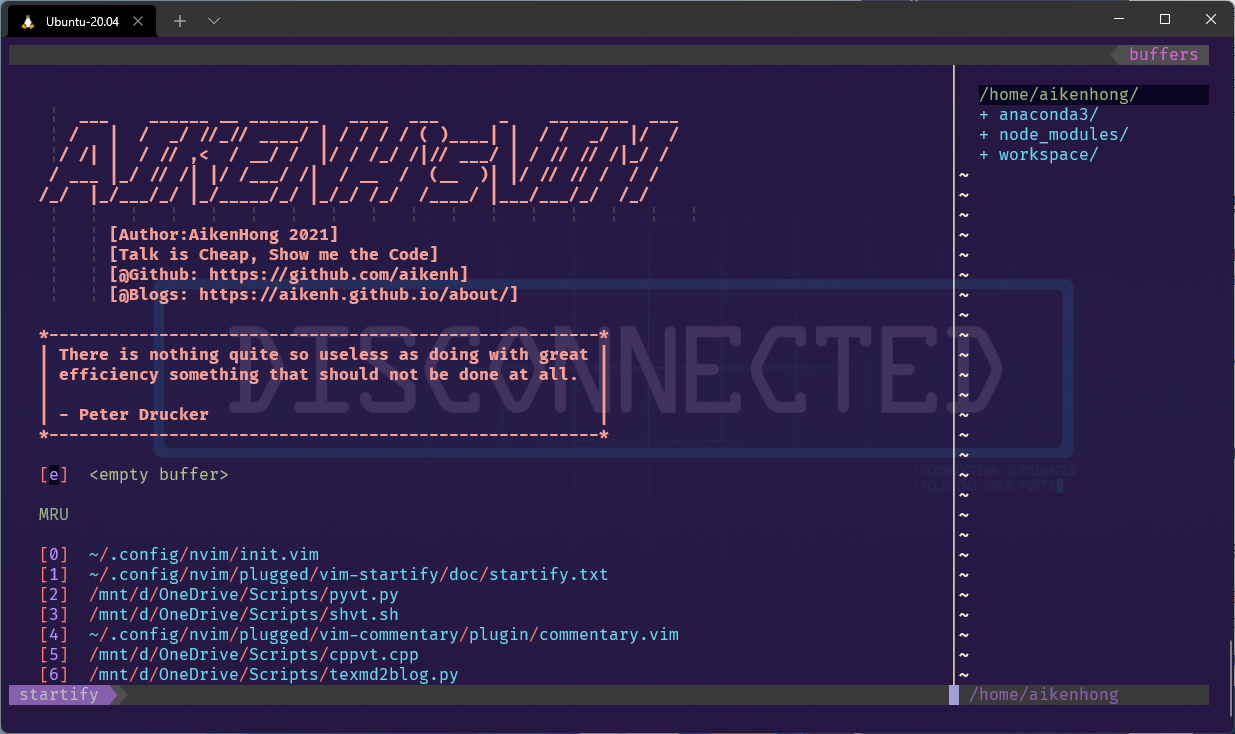 Ubuntu-20.04
buffers
/home/aikenhong/
+ anaconda3/
+ node_modules/
+ workspace/
~
[Author:AikenHong 2021]
[Talk is Cheap, Show me the Code]
[@Github: https://github.com/aikenh]
[@Blogs: https://aikenh.github.io/about/]
DISCONNECTED
*-------------------------------------------------------*
| There is nothing quite so useless as doing with great |
| efficiency something that should not be done at all. |
| - Peter Drucker |
*-------------------------------------------------------*
//CONNECTION TERMINATED
//CLOSING OPEN PORTS
[e] <empty buffer>
MRU
[0] ~/.config/nvim/init.vim
[1] ~/.config/nvim/plugged/vim-startify/doc/startify.txt
[2] /mnt/d/OneDrive/Scripts/pyvt.py
[3] /mnt/d/OneDrive/Scripts/shvt.sh
[4] ~/.config/nvim/plugged/vim-commentary/plugin/commentary.vim
[5] /mnt/d/OneDrive/Scripts/cppvt.cpp
[6] /mnt/d/OneDrive/Scripts/texmd2blog.py
startify
/home/aikenhong